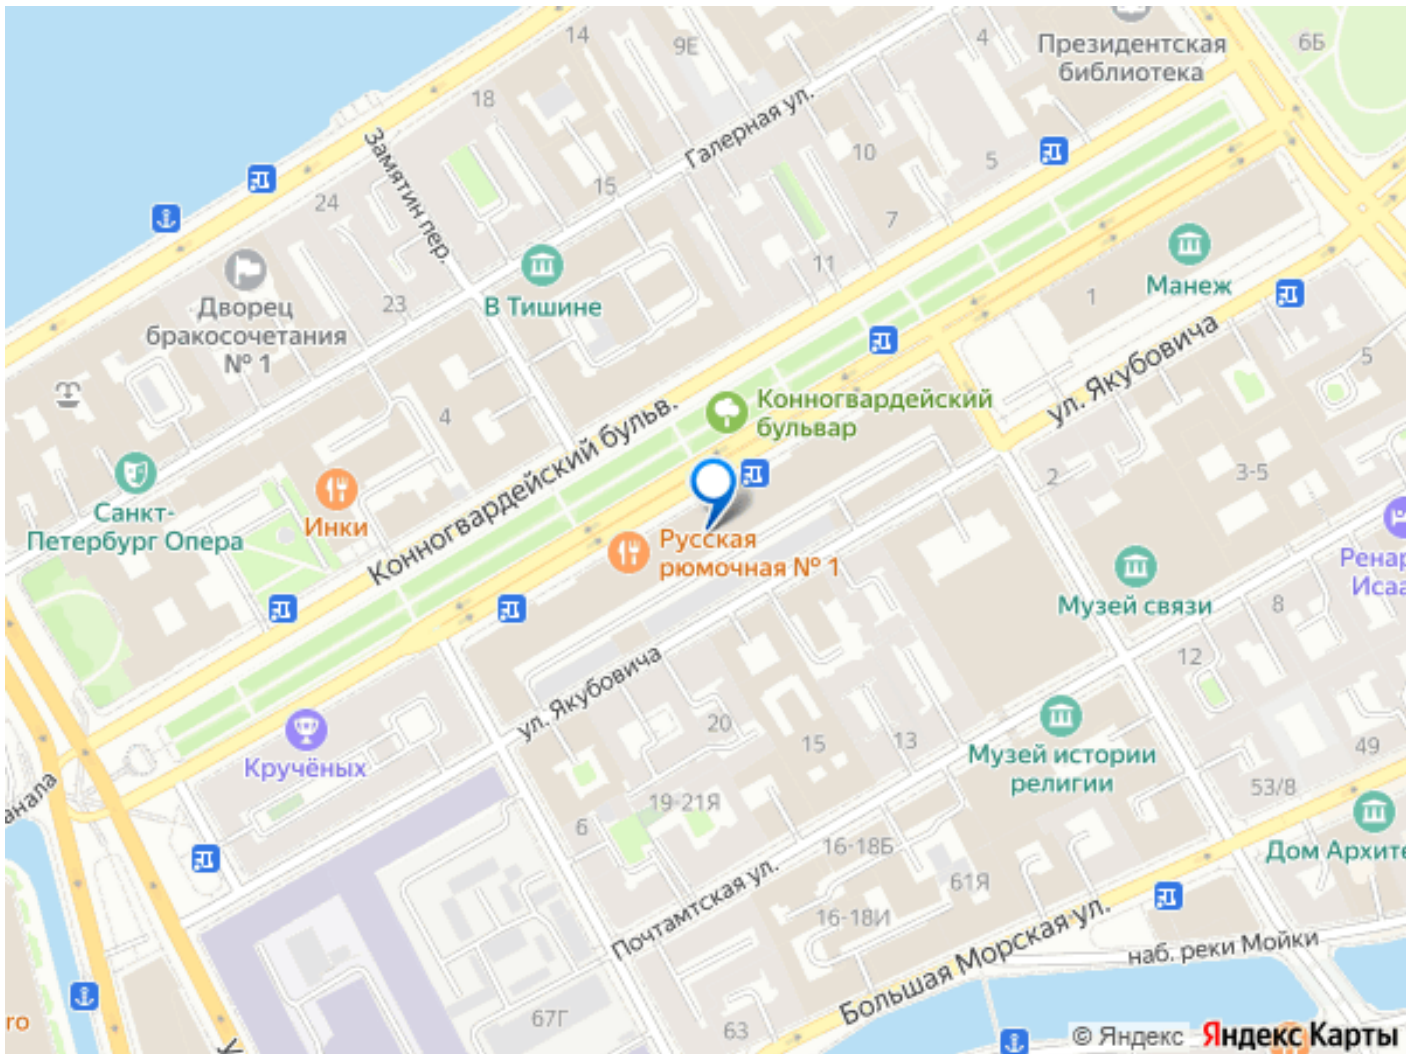 14
9Е
4
Президентская
библиотека
6Б
18
Замятин пер.
Галерная ул.
10
5
15
24
7
11
В Тишине
Манеж
1
Дворец
бракосочетания
№ 1
23
ул. Якубовича
5
4
Конногвардейский
бульвар
Конногвардейский бульв.
2
3-5
Санкт-
Петербург Опера
Инки
Русская
рюмочная № 1
Музей связи
Ренар
Исаа
8
12
ул. Якубовича
20
15
13
Музей истории
религии
49
53/8
Кручёных
анала
19-21Я
6
16-18Б
61Я
Дом Архите
16-18И
Почтамтская ул.
Большая Морская ул.
наб. реки Мойки
го
67Г
63
© Яндекс Яндекс Карты